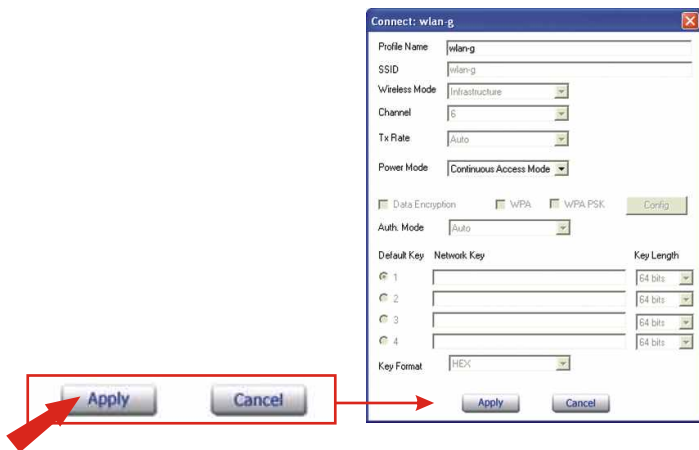 Connect: wlan-g
Profile Name wlan-g
SSID wlan-g
Wireless Mode Infrastructure
Channel 6
Tx Rate Auto
Power Mode Continuous Access Mode
Data Encryption WPA WPA PSK Config
Auth. Mode Auto
Default Key Network Key Key Length
1 64 bits
2 64 bits
3 64 bits
4 64 bits
Key Format HEX
Apply Cancel
Apply Cancel